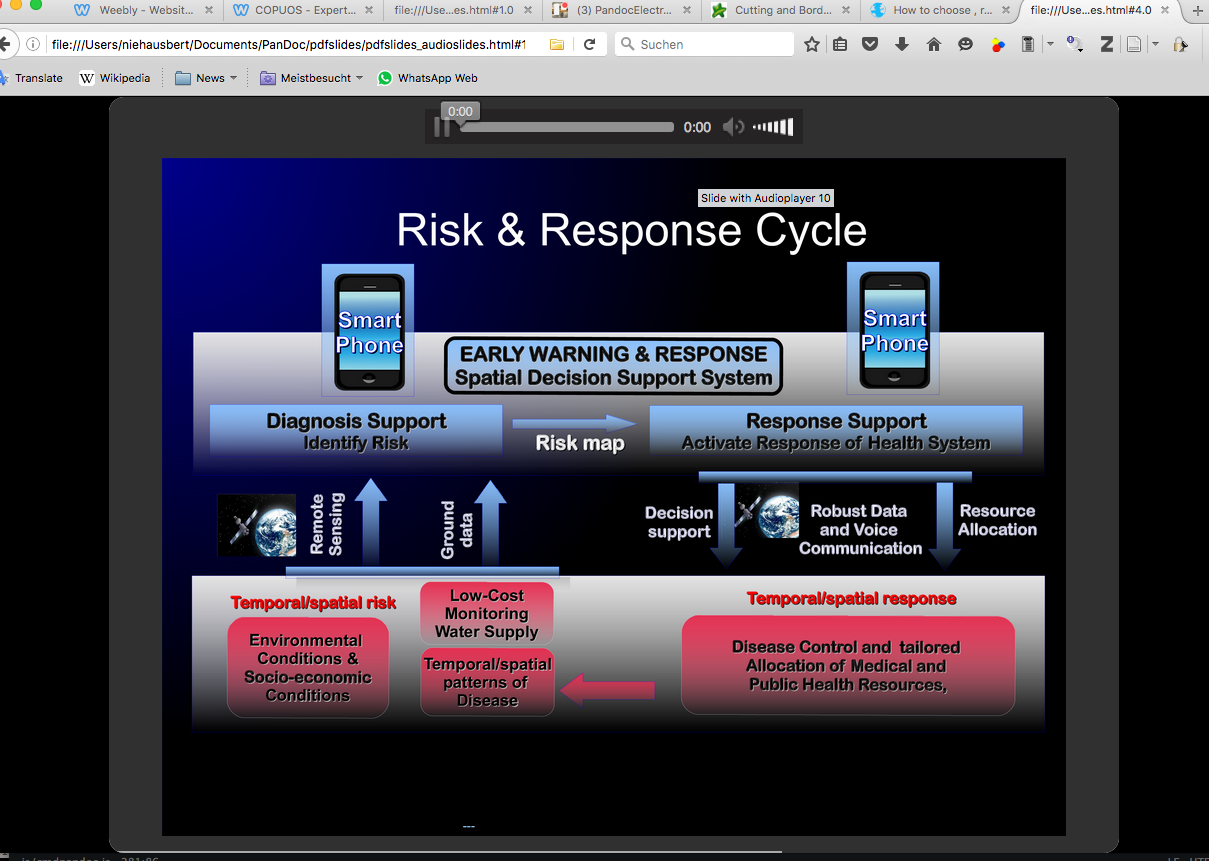 Weebly - Websit...
COPUOS - Expert...
file:///Use...es.html#1.0
(3) PandocElectr...
Cutting and Bord...
How to choose , r...
file:///Use...es.html#4.0
file:///Users/niehausbert/Documents/PanDoc/pdfslides/pdfslides_audioslides.html#1
Suchen
Translate
Wikipedia
News
Meistbesucht
WhatsApp Web
0:00
0:00
Slide with Audioplayer 10
Risk & Response Cycle
Smart
Phone
Smart
Phone
EARLY WARNING & RESPONSE
Spatial Decision Support System
Diagnosis Support
Identify Risk
Risk map
Response Support
Activate Response of Health System
Remote
Sensing
Ground
data
Decision
support
Robust Data
and Voice
Communication
Resource
Allocation
Temporal/spatial risk
Environmental
Conditions &
Socio-economic
Conditions
Low-Cost
Monitoring
Water Supply
Temporal/spatial
patterns of
Disease
Temporal/spatial response
Disease Control and tailored
Allocation of Medical and
Public Health Resources,
---